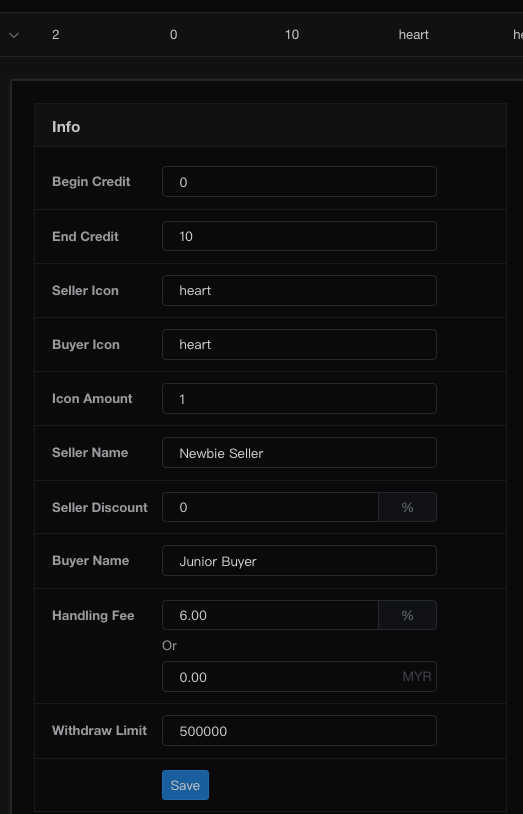 2 0 10 heart
Info
Begin Credit 0
End Credit 10
Seller Icon heart
Buyer Icon heart
Icon Amount 1
Seller Name Newbie Seller
Seller Discount 0 %
Buyer Name Junior Buyer
Handling Fee 6.00 %
Or
0.00 MYR
Withdraw Limit 500000
Save